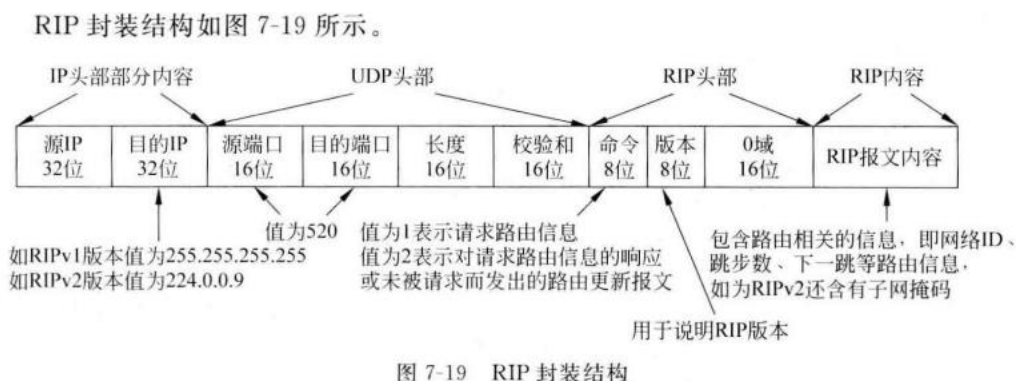 RIP 封装结构如图 7-19 所示。
IP头部部分内容 UDP头部 RIP头部 RIP内容
源IP 目的IP 源端口 目的端口 长度 校验和 命令 版本 0域 RIP报文内容
32位 32位 16位 16位 16位 16位 8位 8位 16位
值为520
如RIPv1版本值为255.255.255.255
如RIPv2版本值为224.0.0.9
值为1表示请求路由信息
值为2表示对请求路由信息的响应
或未被请求而发出的路由更新报文
包含路由相关的信息，即网络ID、
跳步数、下一跳等路由信息，
如为RIPv2还含有子网掩码
用于说明RIP版本
图 7-19 RIP 封装结构